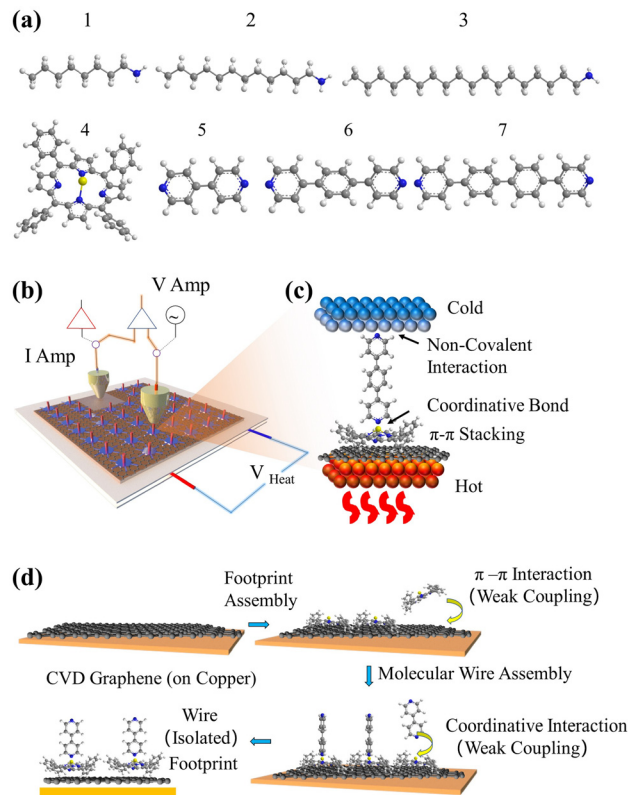 (a)
1
2
3
4
5
6
7
(b)
V Amp
I Amp
~
V Heat
(c)
Cold
Non-Covalent
Interaction
Coordinative Bond
π-π Stacking
Hot
(d)
Footprint
Assembly
π –π Interaction
(Weak Coupling)
CVD Graphene (on Copper)
Molecular Wire Assembly
Wire
(Isolated)
Footprint
Coordinative Interaction
(Weak Coupling)